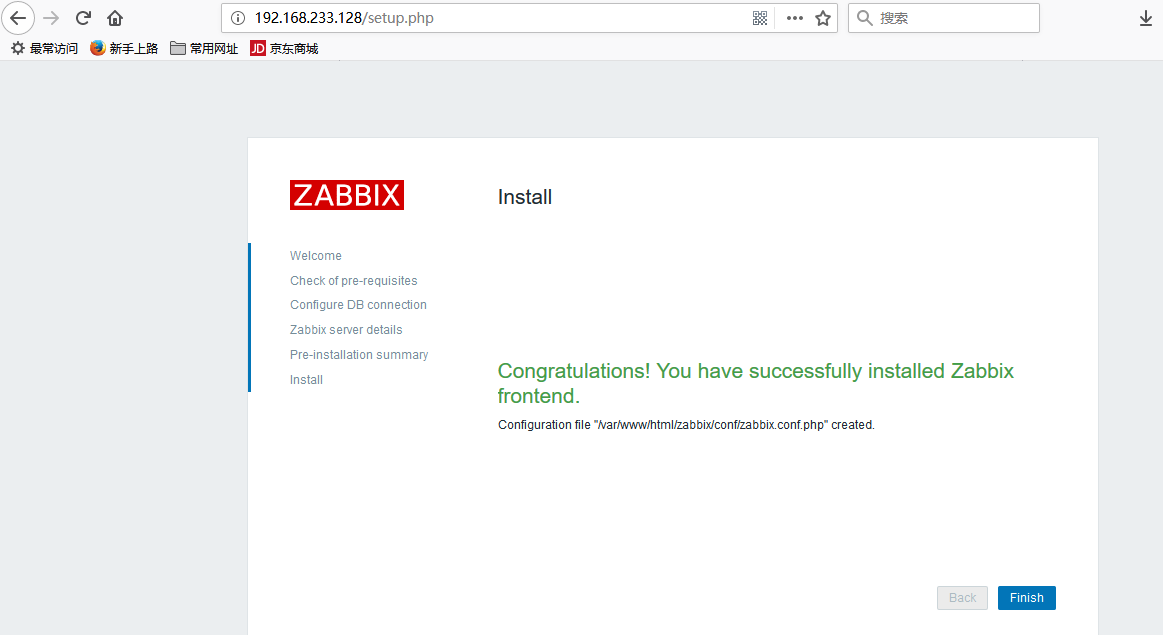 192.168.233.128/setup.php
搜索
最常访问 新手上路 常用网址 JD 京东商城
ZABBIX
Install
Welcome
Check of pre-requisites
Configure DB connection
Zabbix server details
Pre-installation summary
Install
Congratulations! You have successfully installed Zabbix
frontend.
Configuration file "/var/www/html/zabbix/conf/zabbix.conf.php" created.
Back
Finish